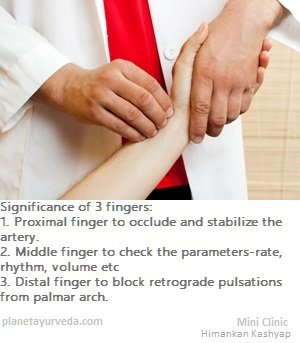 Significance of 3 fingers:
1. Proximal finger to occlude and stabilize the
artery.
2. Middle finger to check the parameters-rate,
rhythm, volume etc
3. Distal finger to block retrograde pulsations
from palmar arch.
planetayurveda.com
Mini Clinic
Himankan Kashyap